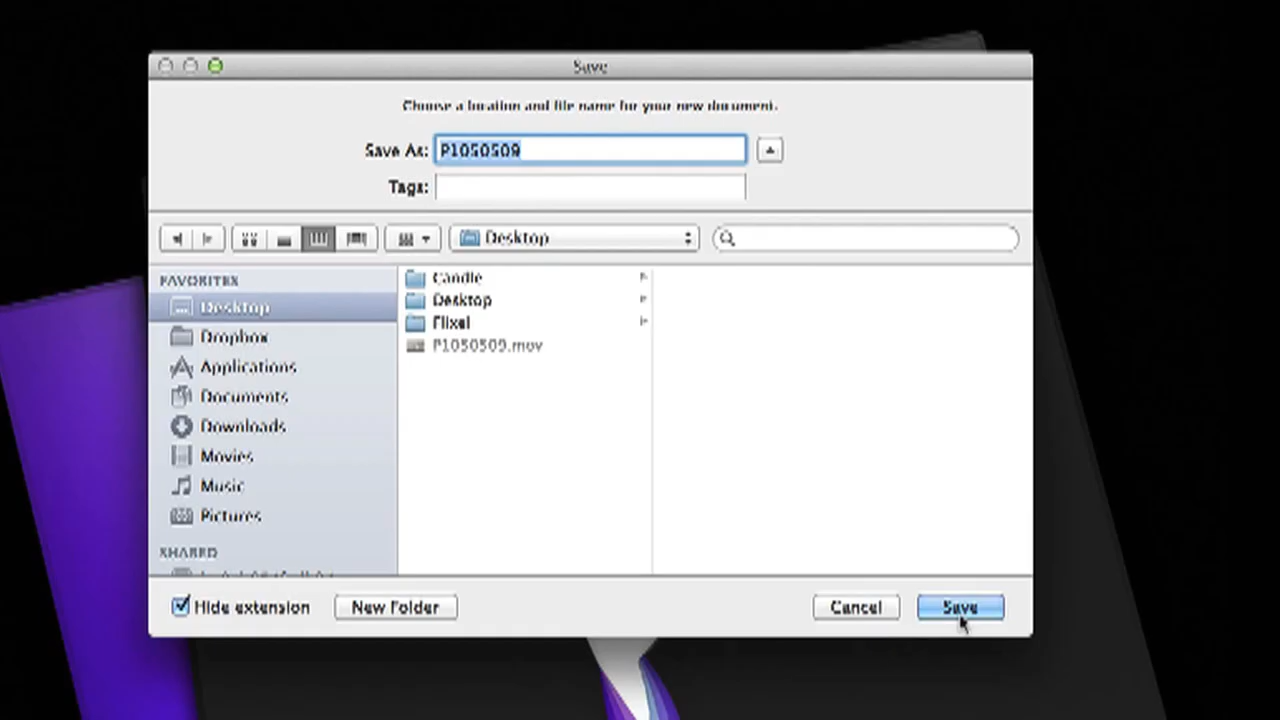 Save
Choose a location and file name for your new document.
Save As: P1050509
Tags:
Desktop
FAVORITES
Desktop
Dropbox
Applications
Documents
Downloads
Movies
Music
Pictures
SHARED
Candle
Desktop
Flixel
P1050509.mov
Hide extension
New Folder
Cancel
Save